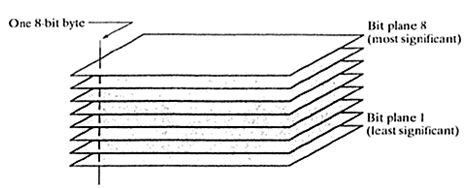 One 8-bit byte
Bit plane 8
(most significant)
Bit plane 1
(least significant)